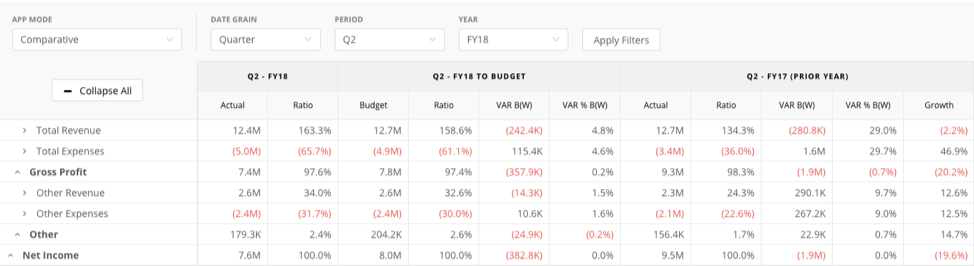 APP MODE DATE GRAIN PERIOD YEAR
Comparative Quarter Q2 FY18 Apply Filters
Q2 - FY18 Q2 - FY18 TO BUDGET Q2 - FY17 (PRIOR YEAR)
Collapse All
Actual Ratio Budget Ratio VAR B(W) VAR % B(W) Actual Ratio VAR B(W) VAR % B(W) Growth
Total Revenue 12.4M 163.3% 12.7M 158.6% (242.4K) 4.8% 12.7M 134.3% (280.8K) 29.0% (2.2%)
Total Expenses (5.0M) (65.7%) (4.9M) (61.1%) 115.4K 4.6% (3.4M) (36.0%) 1.6M 29.7% 46.9%
Gross Profit 7.4M 97.6% 7.8M 97.4% (357.9K) 0.2% 9.3M 98.3% (1.9M) (0.7%) (20.2%)
Other Revenue 2.6M 34.0% 2.6M 32.6% (14.3K) 1.5% 2.3M 24.3% 290.1K 9.7% 12.6%
Other Expenses (2.4M) (31.7%) (2.4M) (30.0%) 10.6K 1.6% (2.1M) (22.6%) 267.2K 9.0% 12.5%
Other 179.3K 2.4% 204.2K 2.6% (24.9K) (0.2%) 156.4K 1.7% 22.9K 0.7% 14.7%
Net Income 7.6M 100.0% 8.0M 100.0% (382.8K) 0.0% 9.5M 100.0% (1.9M) 0.0% (19.6%)